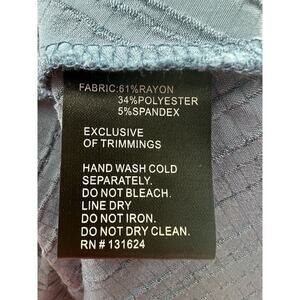 FABRIC:61%RAYON
34%POLYESTER
5%SPANDEX
EXCLUSIVE
OF TRIMMINGS
HAND WASH COLD
SEPARATELY.
DO NOT BLEACH.
LINE DRY
DO NOT IRON.
DO NOT DRY CLEAN.
RN # 131624